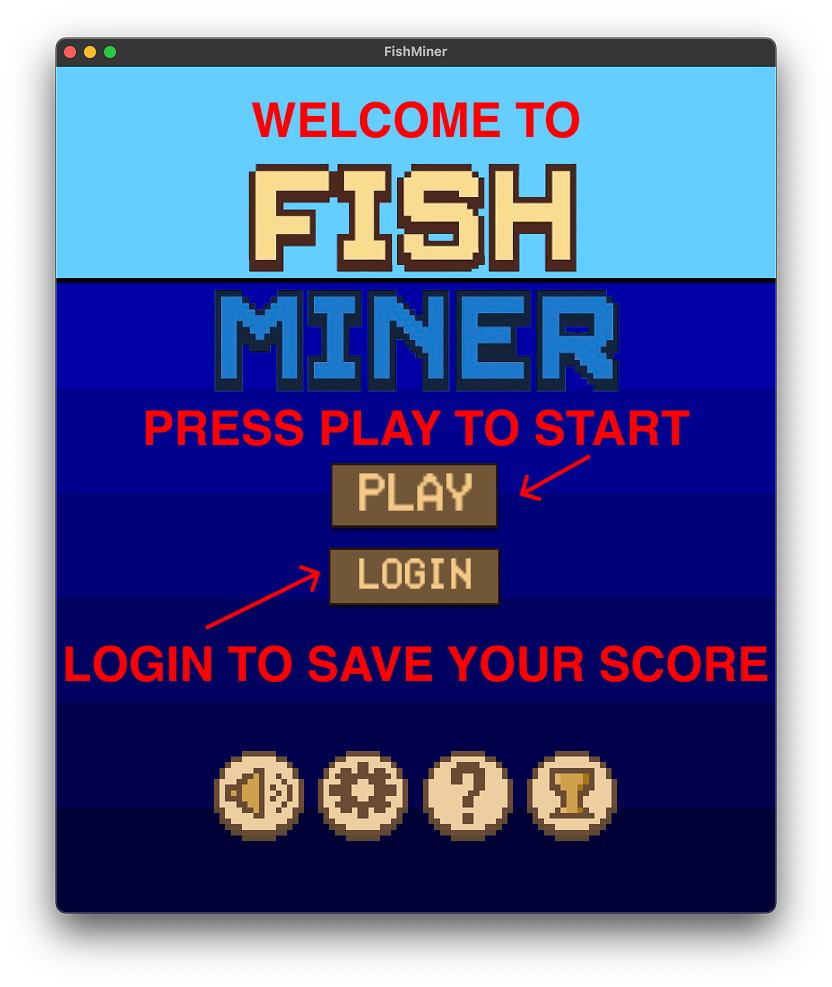 FishMiner
WELCOME TO
FISH
MINER
PRESS PLAY TO START
PLAY
LOGIN
LOGIN TO SAVE YOUR SCORE
?